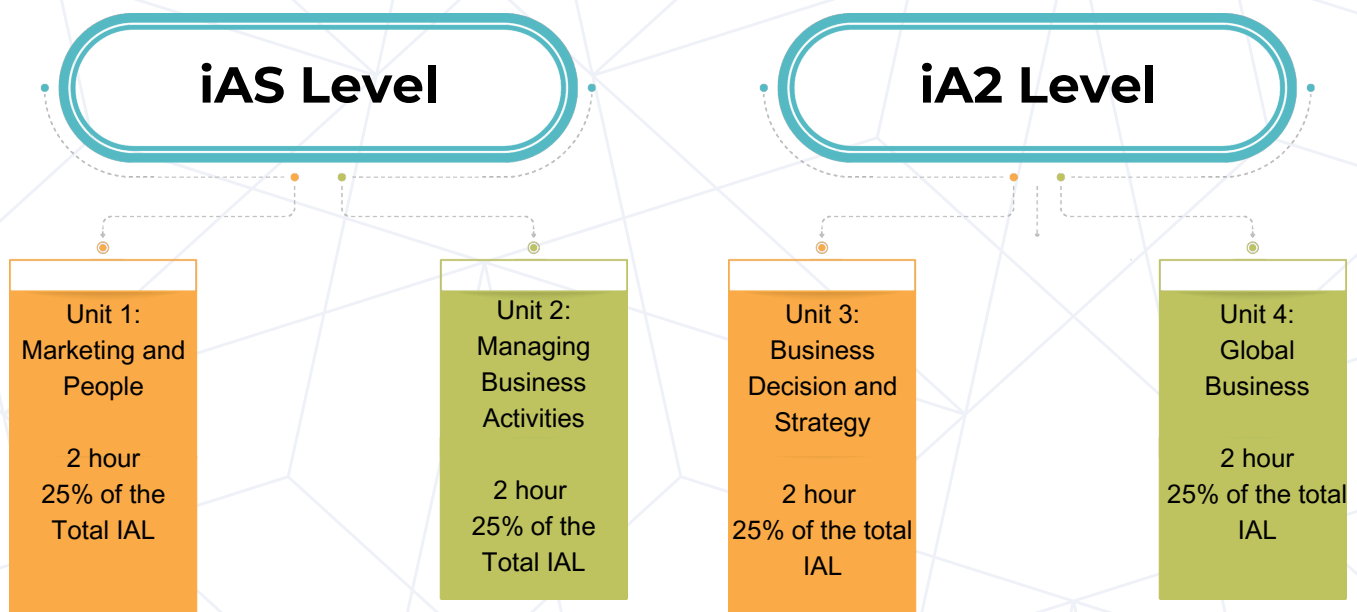 iAS Level
iA2 Level
Unit 1:
Marketing and
People
2 hour
25% of the
Total IAL
Unit 2:
Managing
Business
Activities
2 hour
25% of the
Total IAL
Unit 3:
Business
Decision and
Strategy
2 hour
25% of the total
IAL
Unit 4:
Global
Business
2 hour
25% of the total
IAL